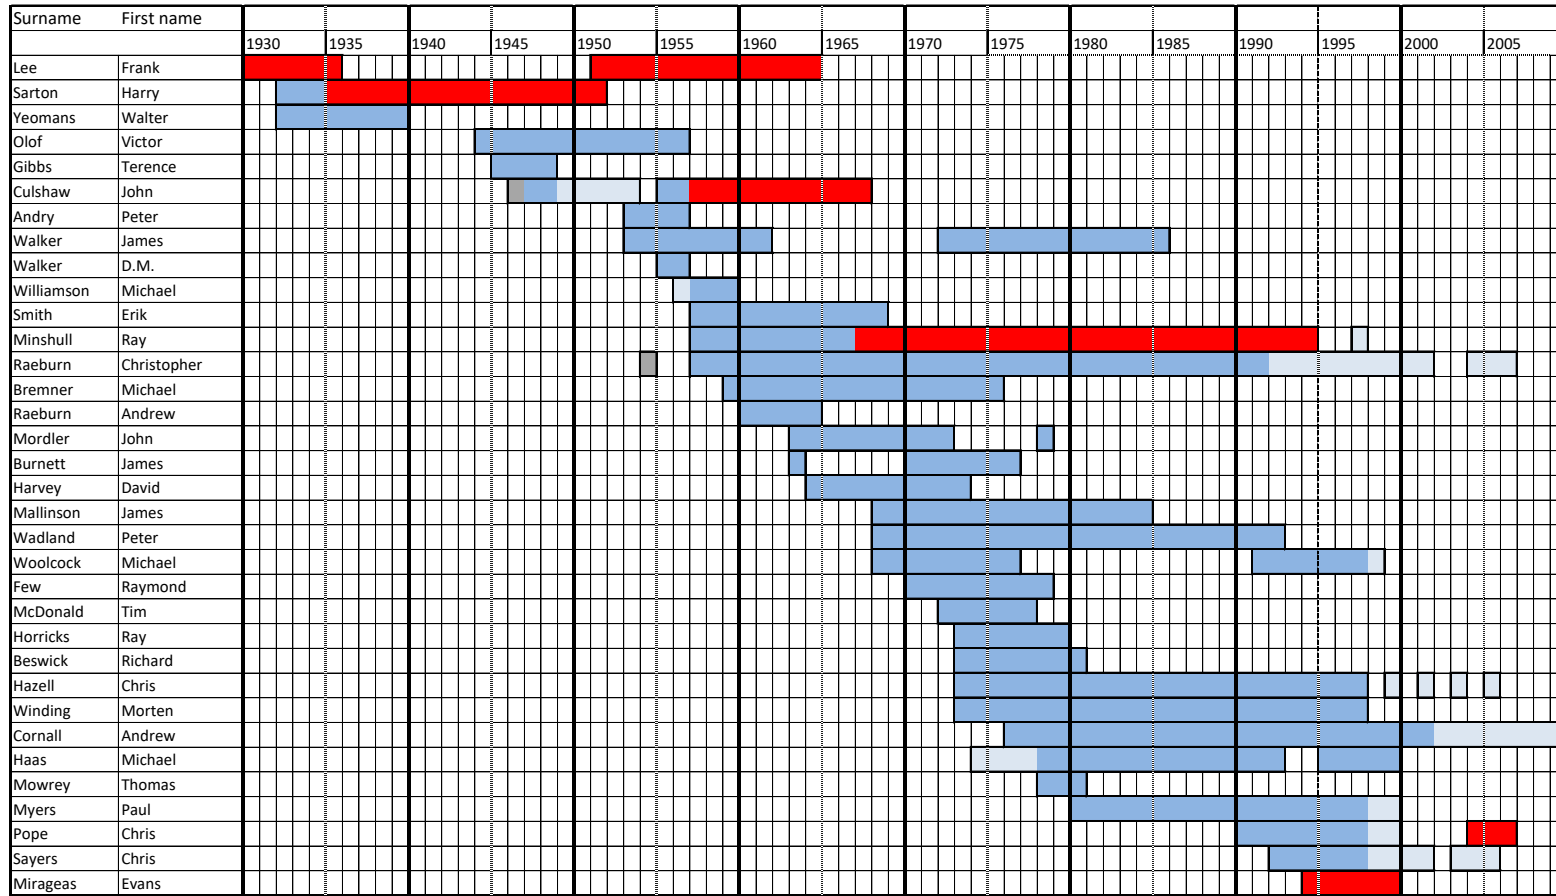 Surname First name
1930 1935 1940 1945 1950 1955 1960 1965 1970 1975 1980 1985 1990 1995 2000 2005
Lee Frank
Sarton Harry
Yeomans Walter
Olof Victor
Gibbs Terence
Culshaw John
Andry Peter
Walker James
Walker D.M.
Williamson Michael
Smith Erik
Minshull Ray
Raeburn Christopher
Bremner Michael
Raeburn Andrew
Mordler John
Burnett James
Harvey David
Mallinson James
Wadland Peter
Woolcock Michael
Few Raymond
McDonald Tim
Horricks Ray
Beswick Richard
Hazell Chris
Winding Morten
Cornall Andrew
Haas Michael
Mowrey Thomas
Myers Paul
Pope Chris
Sayers Chris
Mirageas Evans